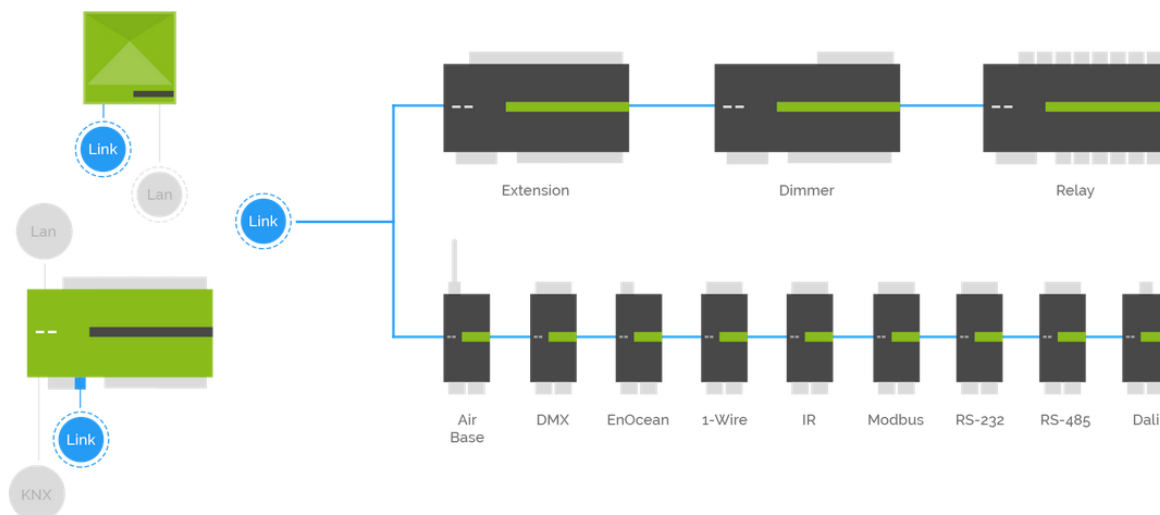 Link
Lan
Lan
Link
KNX
Link
Extension
Dimmer
Relay
Air
Base
DMX
EnOcean
1-Wire
IR
Modbus
RS-232
RS-485
Dali